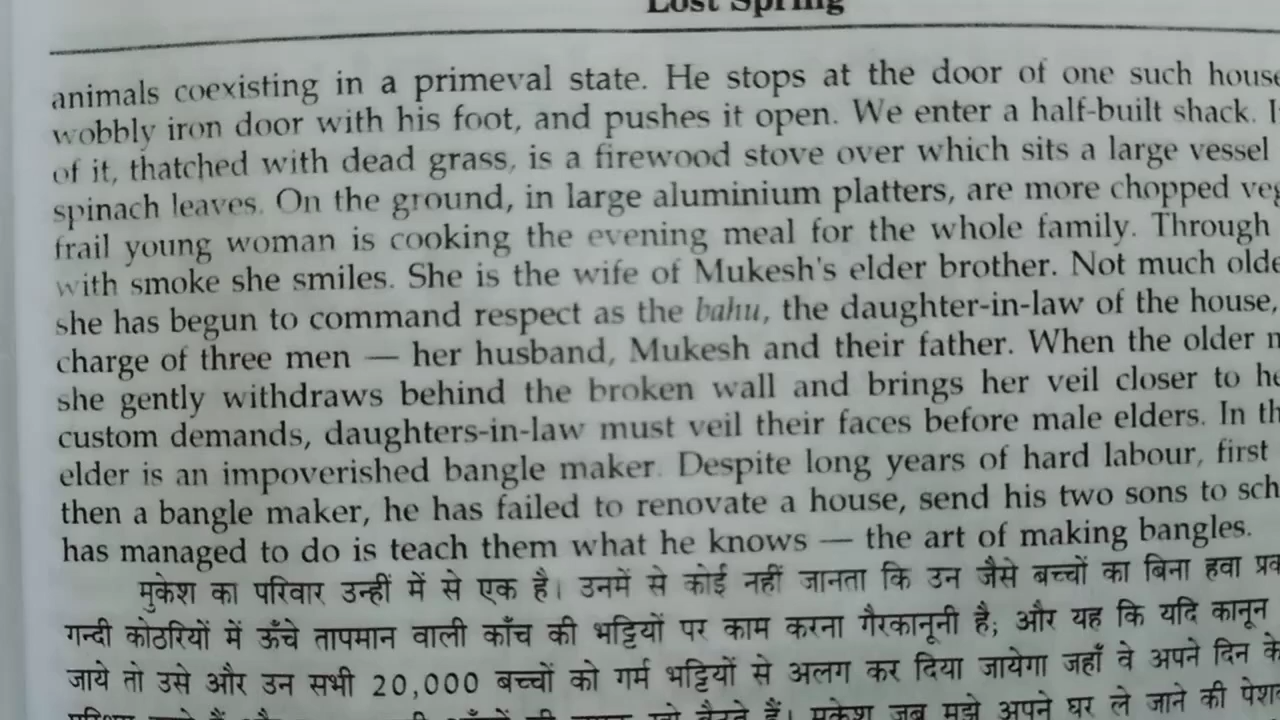 Lost Spring
animals coexisting in a primeval state. He stops at the door of one such
wobbly iron door with his foot, and pushes it open. We enter a half-built shack.
of it, thatched with dead grass, is a firewood stove over which sits a large vessel
spinach leaves. On the ground, in large aluminium platters, are more chopped
frail young woman is cooking the evening meal for the whole family. Through
with smoke she smiles. She is the wife of Mukesh's elder brother. Not much
she has begun to command respect as the bahu, the daughter-in-law of the house,
charge of three men — her husband, Mukesh and their father. When the older
she gently withdraws behind the broken wall and brings her veil closer to
custom demands, daughters-in-law must veil their faces before male elders. In
elder is an impoverished bangle maker. Despite long years of hard labour, first
then a bangle maker, he has failed to renovate a house, send his two sons to
has managed to do is teach them what he knows — the art of making bangles.
मुकेश का परिवार उन्हीं में से एक है। उनमें से कोई नहीं जानता कि उन जैसे बच्चों का बिना हवा
गन्दी कोठरियों में ऊँचे तापमान वाली काँच की भट्टियों पर काम करना गैरकानूनी है; और यह कि यदि कानून
जाये तो उसे और उन सभी 20,000 बच्चों को गर्म भट्टियों से अलग कर दिया जायेगा जहाँ वे अपने दिन के
मुकेश जब मुझे अपने घर ले जाने की